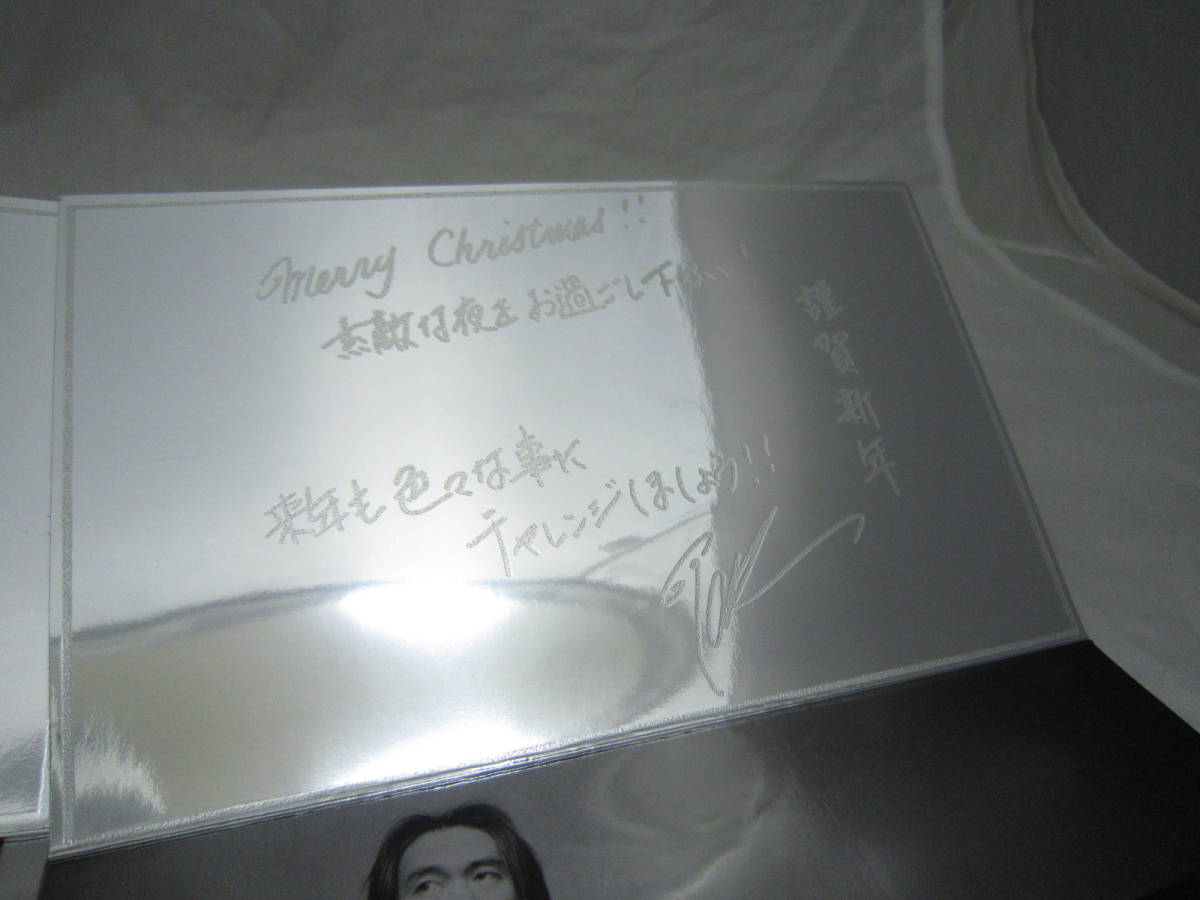 Merry Christmas!!
素敵な夜をお過ごし下さい!
来年も色々な事に
チャレンジしましょう!!
謹賀新年